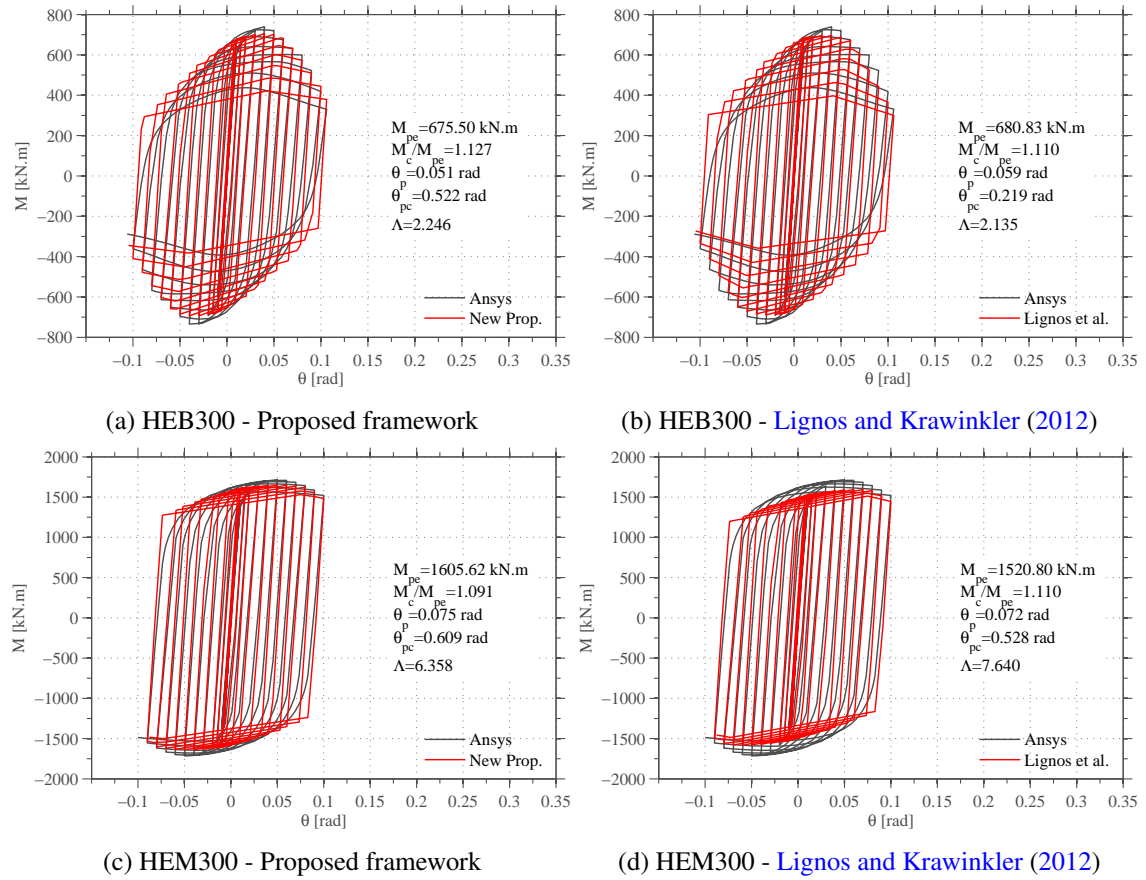 800
600
400
200
0
−200
−400
−600
−800
M [kN.m]
−0.1 −0.05 0 0.05 0.1 0.15 0.2 0.25 0.3 0.35
θ [rad]
M_pe=675.50 kN.m
M_c/M_pe=1.127
θ_p=0.051 rad
θ_pc=0.522 rad
Λ=2.246
Ansys
New Prop.
(a) HEB300 - Proposed framework
800
600
400
200
0
−200
−400
−600
−800
M [kN.m]
−0.1 −0.05 0 0.05 0.1 0.15 0.2 0.25 0.3 0.35
θ [rad]
M_pe=680.83 kN.m
M_c/M_pe=1.110
θ_p=0.059 rad
θ_pc=0.219 rad
Λ=2.135
Ansys
Lignos et al.
(b) HEB300 - Lignos and Krawinkler (2012)
2000
1500
1000
500
0
−500
−1000
−1500
−2000
M [kN.m]
−0.1 −0.05 0 0.05 0.1 0.15 0.2 0.25 0.3 0.35
θ [rad]
M_pe=1605.62 kN.m
M_c/M_pe=1.091
θ_p=0.075 rad
θ_pc=0.609 rad
Λ=6.358
Ansys
New Prop.
(c) HEM300 - Proposed framework
2000
1500
1000
500
0
−500
−1000
−1500
−2000
M [kN.m]
−0.1 −0.05 0 0.05 0.1 0.15 0.2 0.25 0.3 0.35
θ [rad]
M_pe=1520.80 kN.m
M_c/M_pe=1.110
θ_p=0.072 rad
θ_pc=0.528 rad
Λ=7.640
Ansys
Lignos et al.
(d) HEM300 - Lignos and Krawinkler (2012)